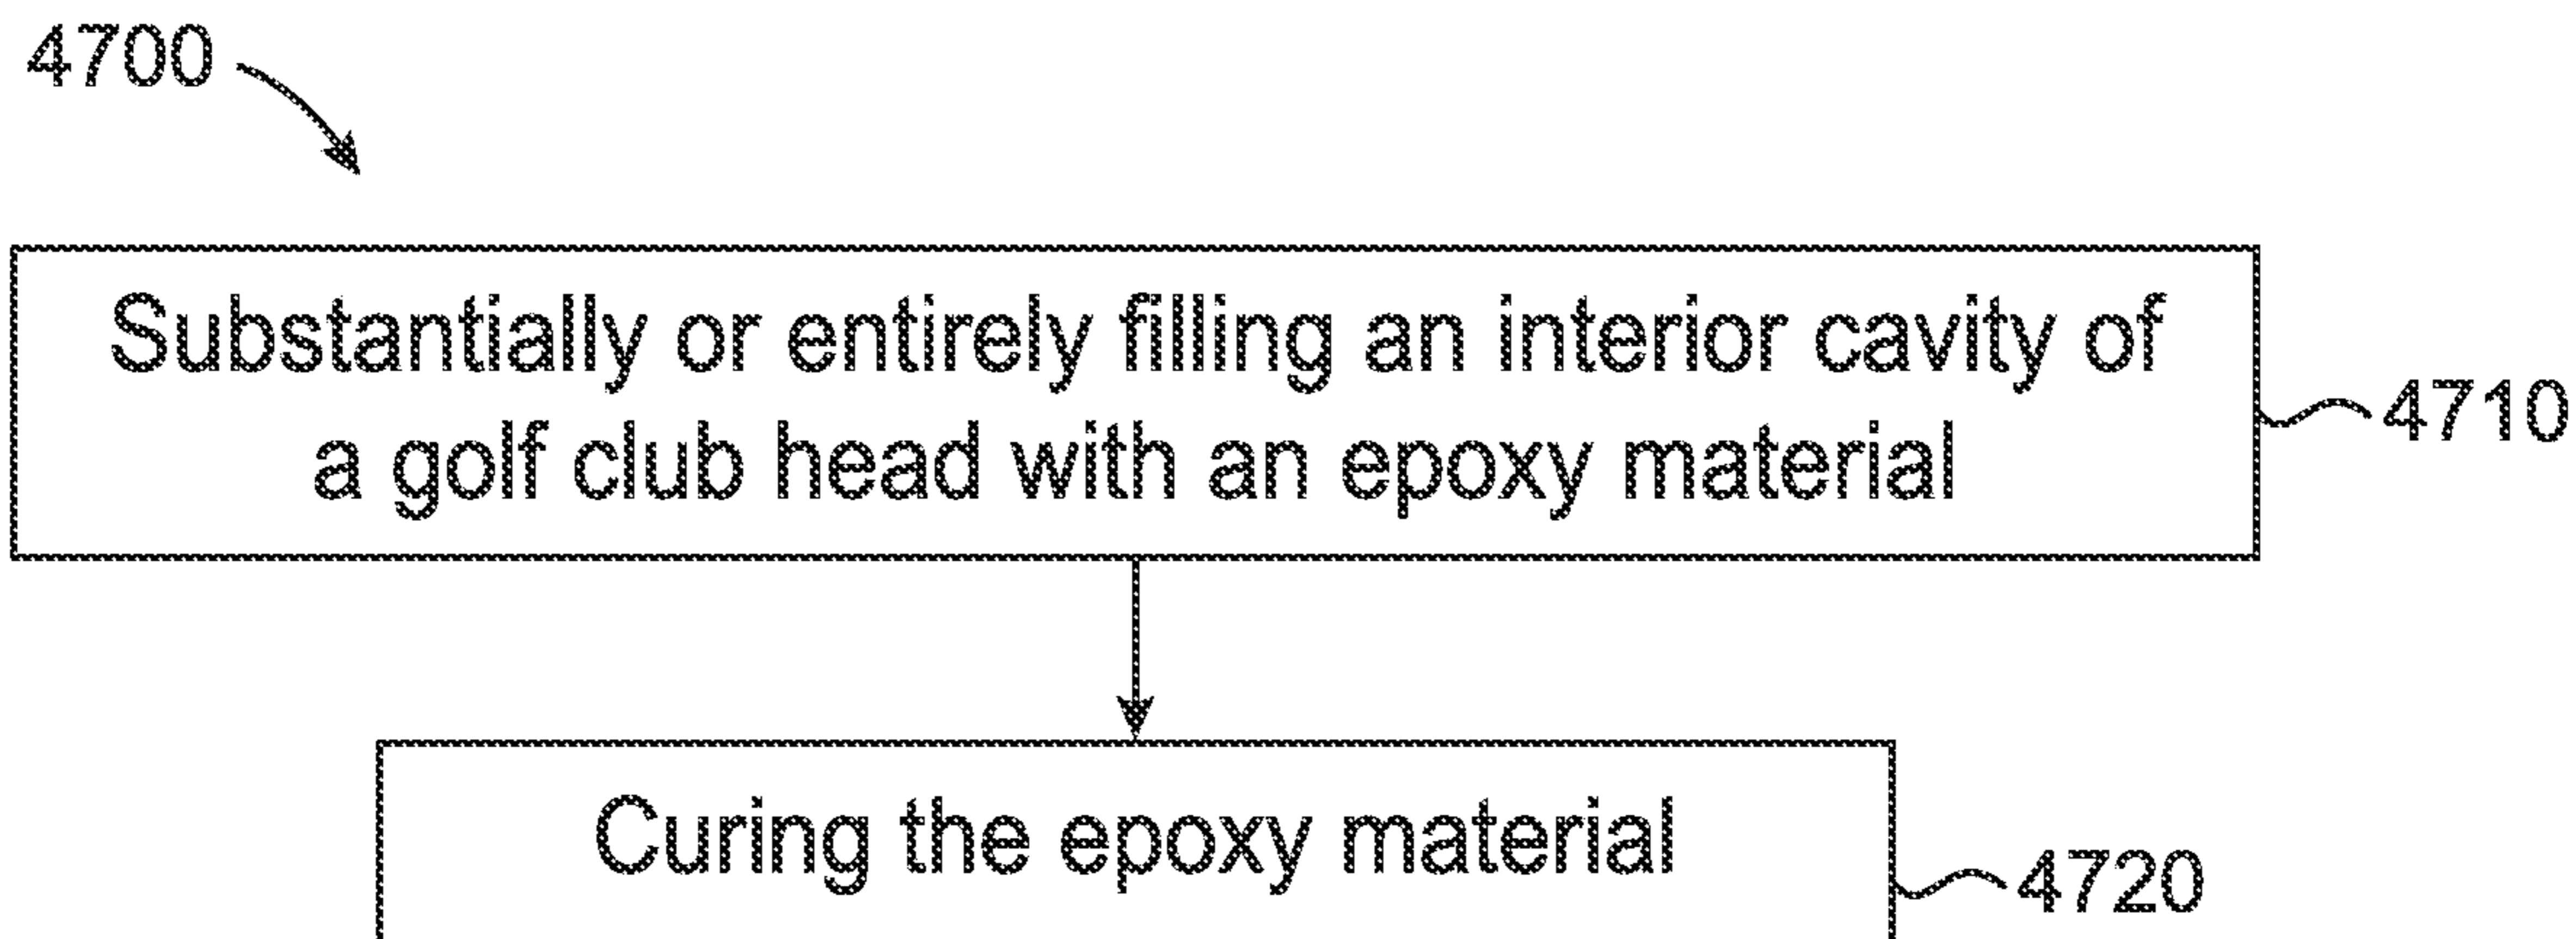 4700
Substantially or entirely filling an interior cavity of
a golf club head with an epoxy material
4710
Curing the epoxy material
4720